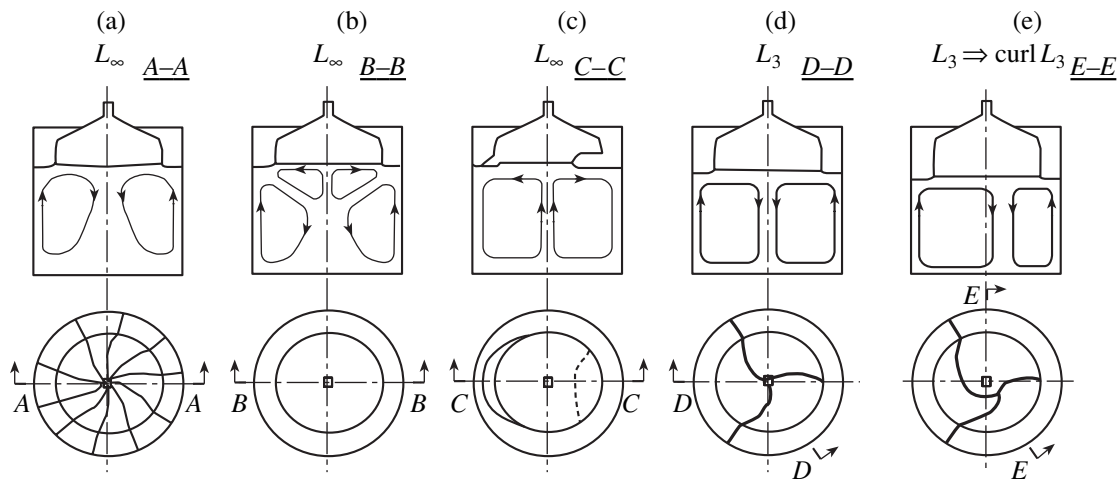 (a) (b) (c) (d) (e)
L∞ A–A L∞ B–B L∞ C–C L3 D–D L3 ⇒ curl L3 E–E
E
A A B B C C D
D E